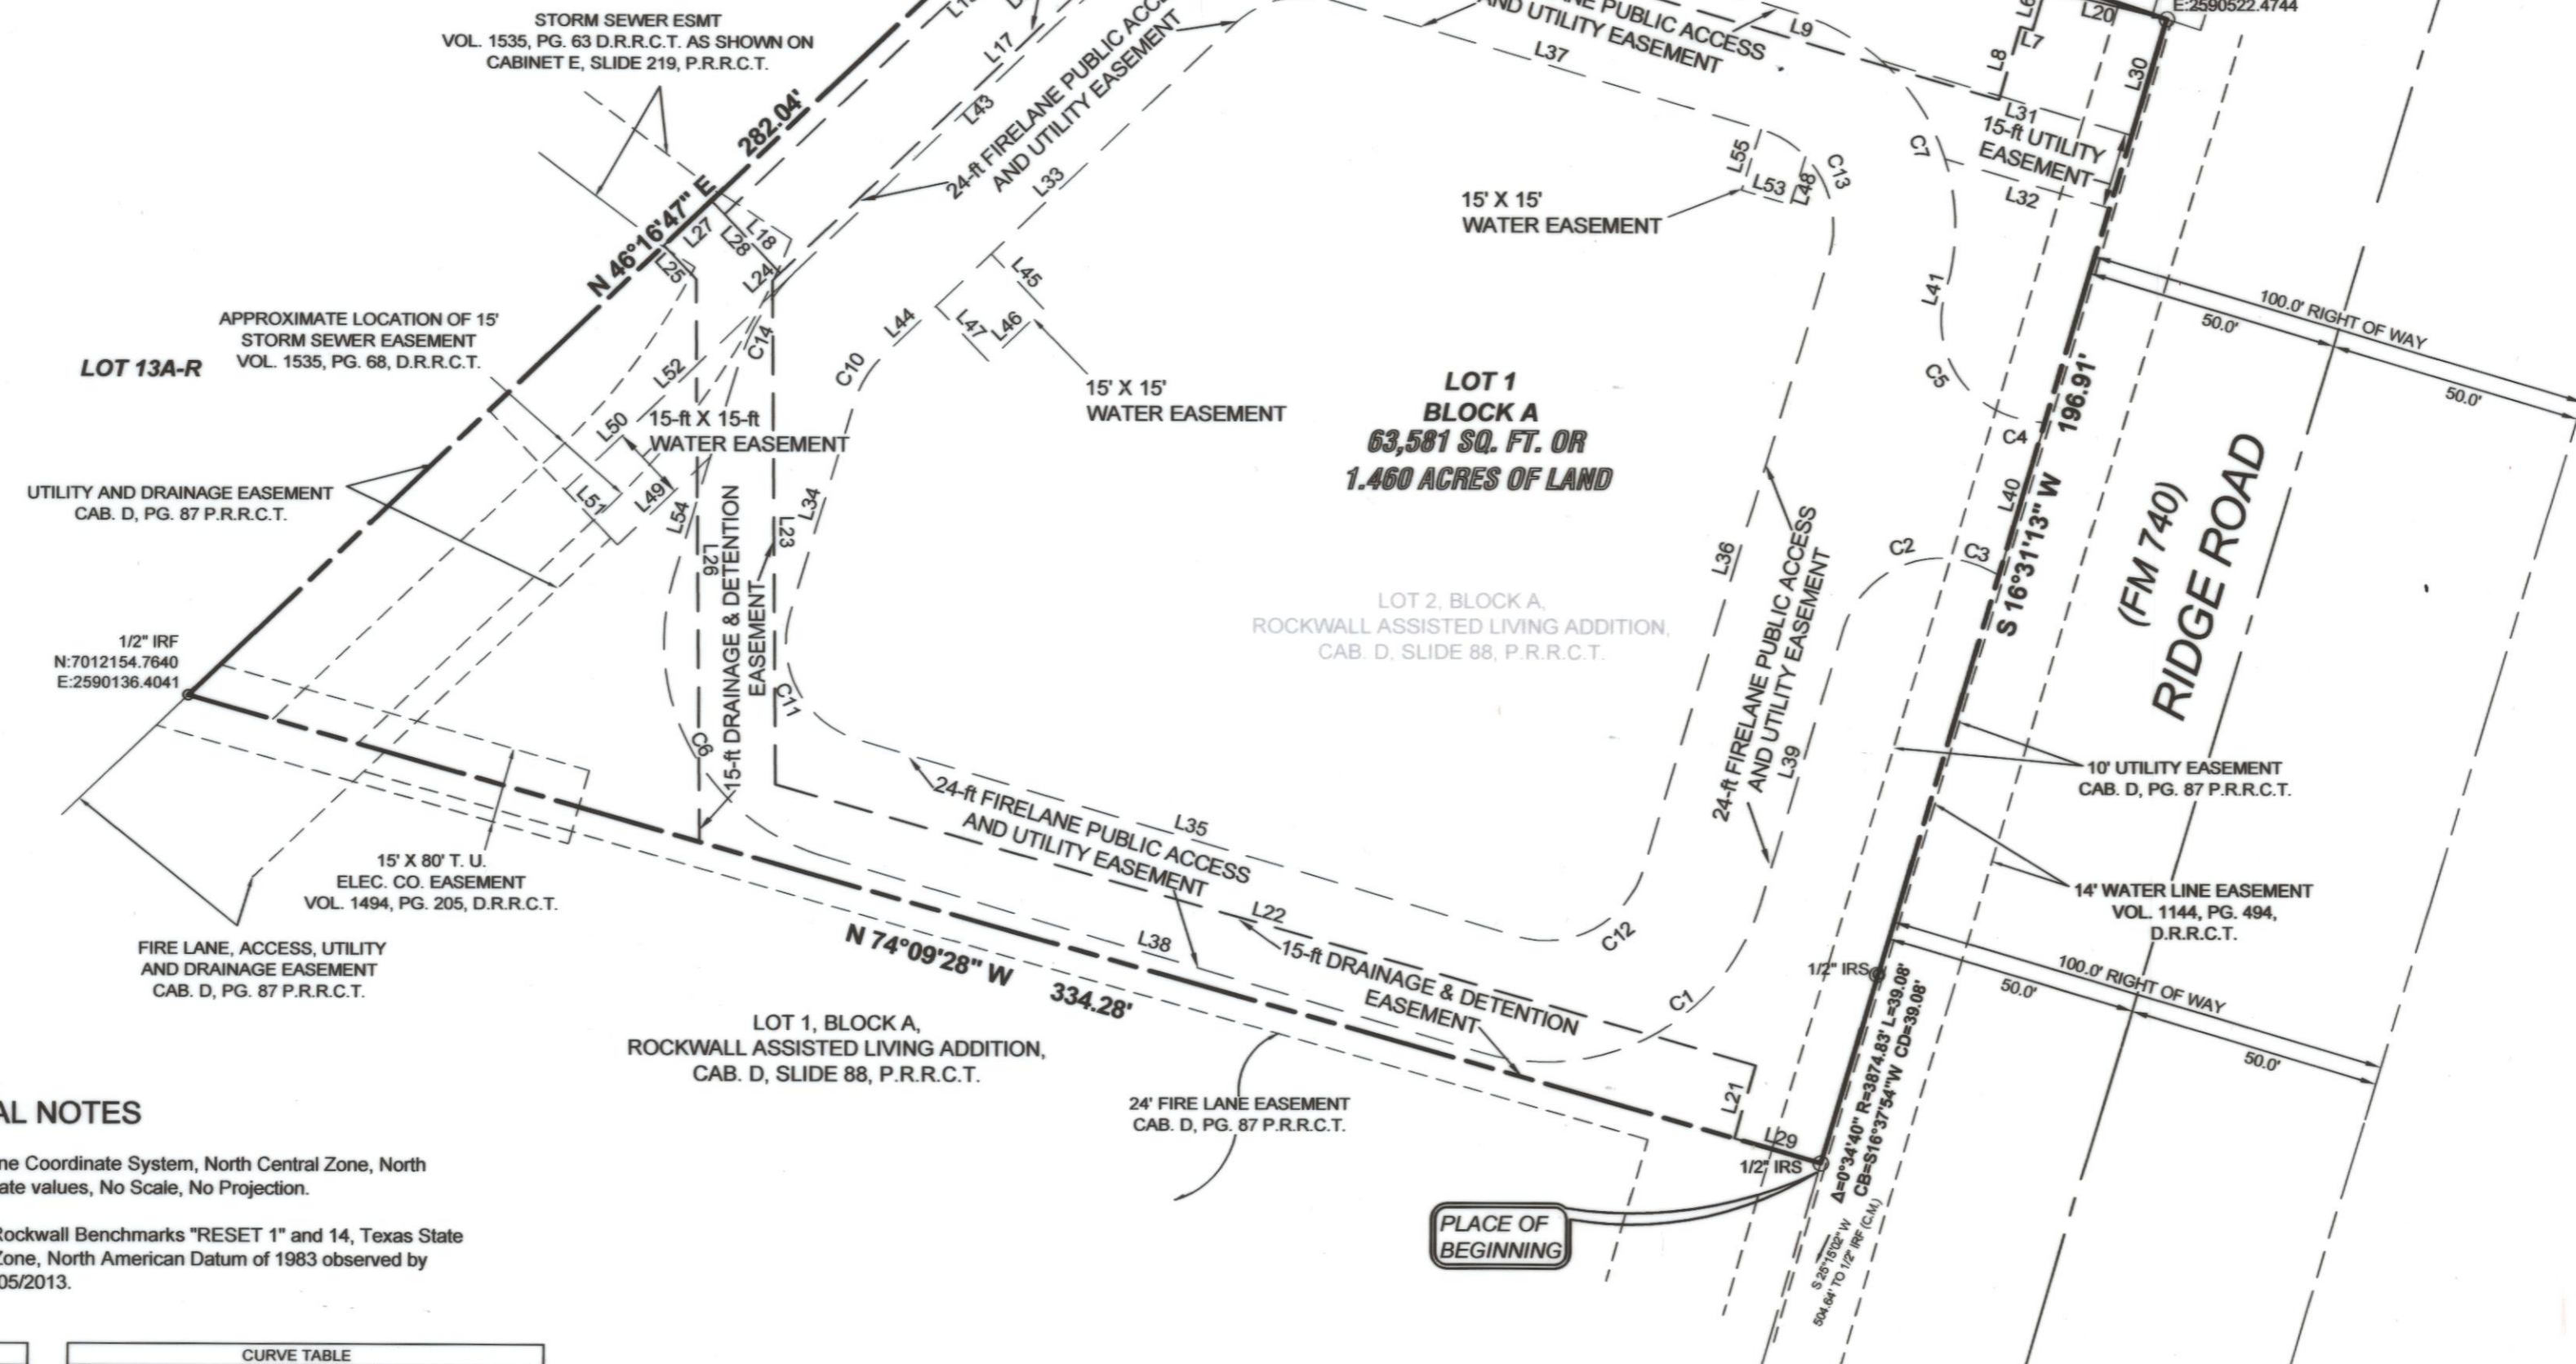 STORM SEWER ESMT
VOL. 1535, PG. 63 D.R.R.C.T. AS SHOWN ON
CABINET E, SLIDE 219, P.R.R.C.T.
282.04'
N 46°16'47" E
L17
L43
24-ft FIRELANE PUBLIC
AND UTILITY EASEMENT
L33
PUBLIC ACCESS
AND UTILITY EASEMENT
L37
L9
L6
L7
L8
L20
E:2590522.4744
L30
L31
15-ft UTILITY
EASEMENT
L32
C7
C13
L55
L53
L48
15' X 15'
WATER EASEMENT
L27
L28
L18
L25
L24
L45
L47
L46
L44
L41
C5
C4
100.0' RIGHT OF WAY
50.0'
50.0'
APPROXIMATE LOCATION OF 15'
STORM SEWER EASEMENT
VOL. 1535, PG. 68, D.R.R.C.T.
LOT 13A-R
C14
L52
C10
15' X 15'
WATER EASEMENT
LOT 1
BLOCK A
63,581 SQ. FT. OR
1.460 ACRES OF LAND
196.91'
S 16°31'13" W
L50
15-ft X 15-ft
WATER EASEMENT
UTILITY AND DRAINAGE EASEMENT
CAB. D, PG. 87 P.R.R.C.T.
L51
L49
L54
L26
L23
L34
15-ft DRAINAGE & DETENTION
EASEMENT
L36
24-ft FIRELANE PUBLIC ACCESS
AND UTILITY EASEMENT
C2
C3
L40
(FM 740)
RIDGE ROAD
LOT 2, BLOCK A,
ROCKWALL ASSISTED LIVING ADDITION,
CAB. D, SLIDE 88, P.R.R.C.T.
1/2" IRF
N:7012154.7640
E:2590136.4041
C11
C6
L39
10' UTILITY EASEMENT
CAB. D, PG. 87 P.R.R.C.T.
24-ft FIRELANE PUBLIC ACCESS
AND UTILITY EASEMENT
L35
15' X 80' T. U.
ELEC. CO. EASEMENT
VOL. 1494, PG. 205, D.R.R.C.T.
14' WATER LINE EASEMENT
VOL. 1144, PG. 494,
D.R.R.C.T.
L22
C12
L38
N 74°09'28" W
334.28'
15-ft DRAINAGE & DETENTION
EASEMENT
C1
FIRE LANE, ACCESS, UTILITY
AND DRAINAGE EASEMENT
CAB. D, PG. 87 P.R.R.C.T.
1/2" IRS
100.0' RIGHT OF WAY
50.0'
50.0'
LOT 1, BLOCK A,
ROCKWALL ASSISTED LIVING ADDITION,
CAB. D, SLIDE 88, P.R.R.C.T.
24' FIRE LANE EASEMENT
CAB. D, PG. 87 P.R.R.C.T.
L21
L29
1/2" IRS
Δ=0°34'40" R=3874.83' L=39.08'
CB=S16°37'54"W CD=39.08'
S 25°15'02" W
504.64' TO 1/2" IRF (C.M.)
PLACE OF
BEGINNING
AL NOTES
ne Coordinate System, North Central Zone, North
ate values, No Scale, No Projection.
Rockwall Benchmarks "RESET 1" and 14, Texas State
Zone, North American Datum of 1983 observed by
05/2013.
CURVE TABLE